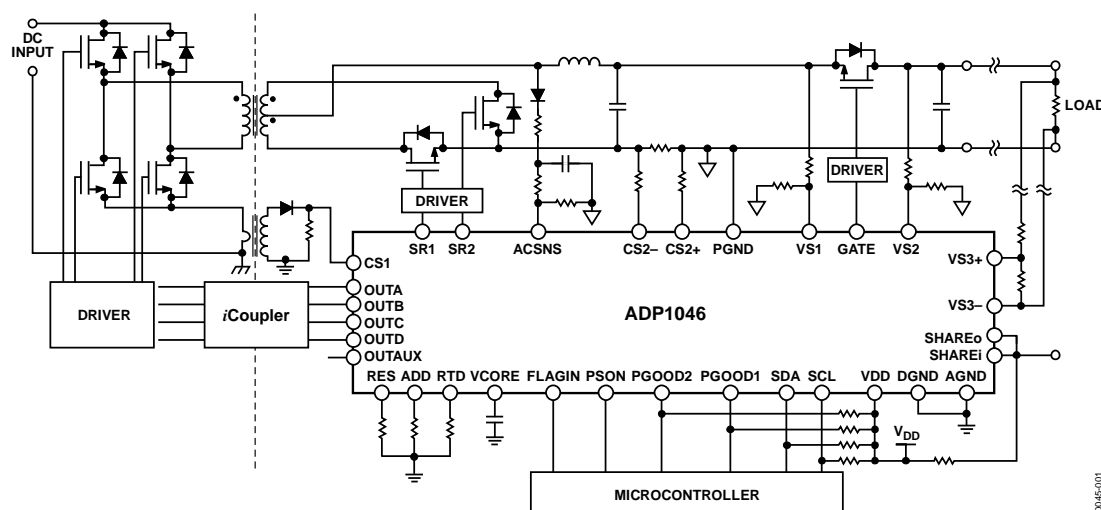 DC
INPUT
LOAD
DRIVER
DRIVER
SR1 SR2 ACSNS CS2– CS2+ PGND VS1 GATE VS2
CS1
VS3+
OUTA
OUTB
OUTC
OUTD
OUTAUX
DRIVER
iCoupler
ADP1046
VS3–
SHAREo
SHAREi
RES ADD RTD VCORE FLAGIN PSON PGOOD2 PGOOD1 SDA SCL VDD DGND AGND
VDD
MICROCONTROLLER